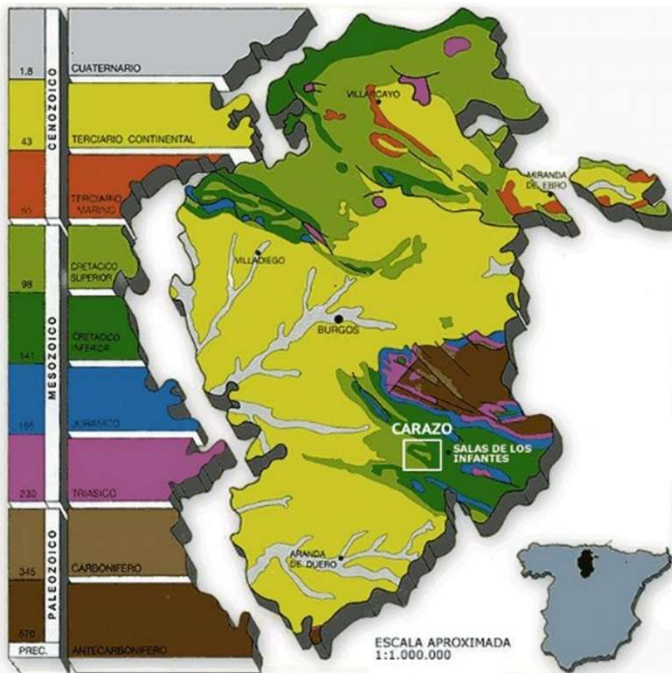 CENOZOICO
1.8
CUATERNARIO
43
TERCIARIO CONTINENTAL
65
TERCIARIO
MARINO
MESOZOICO
98
CRETACICO
SUPERIOR
141
CRETACICO
INFERIOR
195
JURASICO
230
TRIASICO
PALEOZOICO
345
CARBONIFERO
570
ANTECARBONIFERO
PREC.
VILLARCAYO
MIRANDA
DE EBRO
VILLADIEGO
BURGOS
CARAZO
SALAS DE LOS
INFANTES
ARANDA
DE DUERO
ESCALA APROXIMADA
1:1.000.000